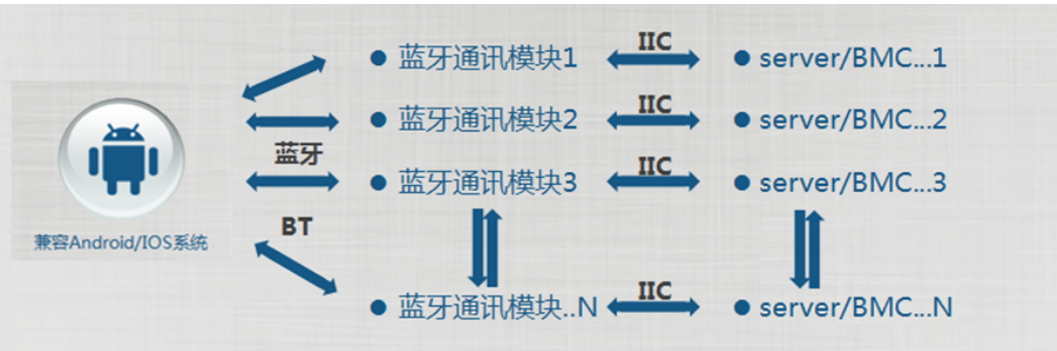 蓝牙通讯模块1 IIC server/BMC...1
蓝牙通讯模块2 IIC server/BMC...2
蓝牙
蓝牙通讯模块3 IIC server/BMC...3
BT
兼容Android/IOS系统
蓝牙通讯模块..N IIC server/BMC...N